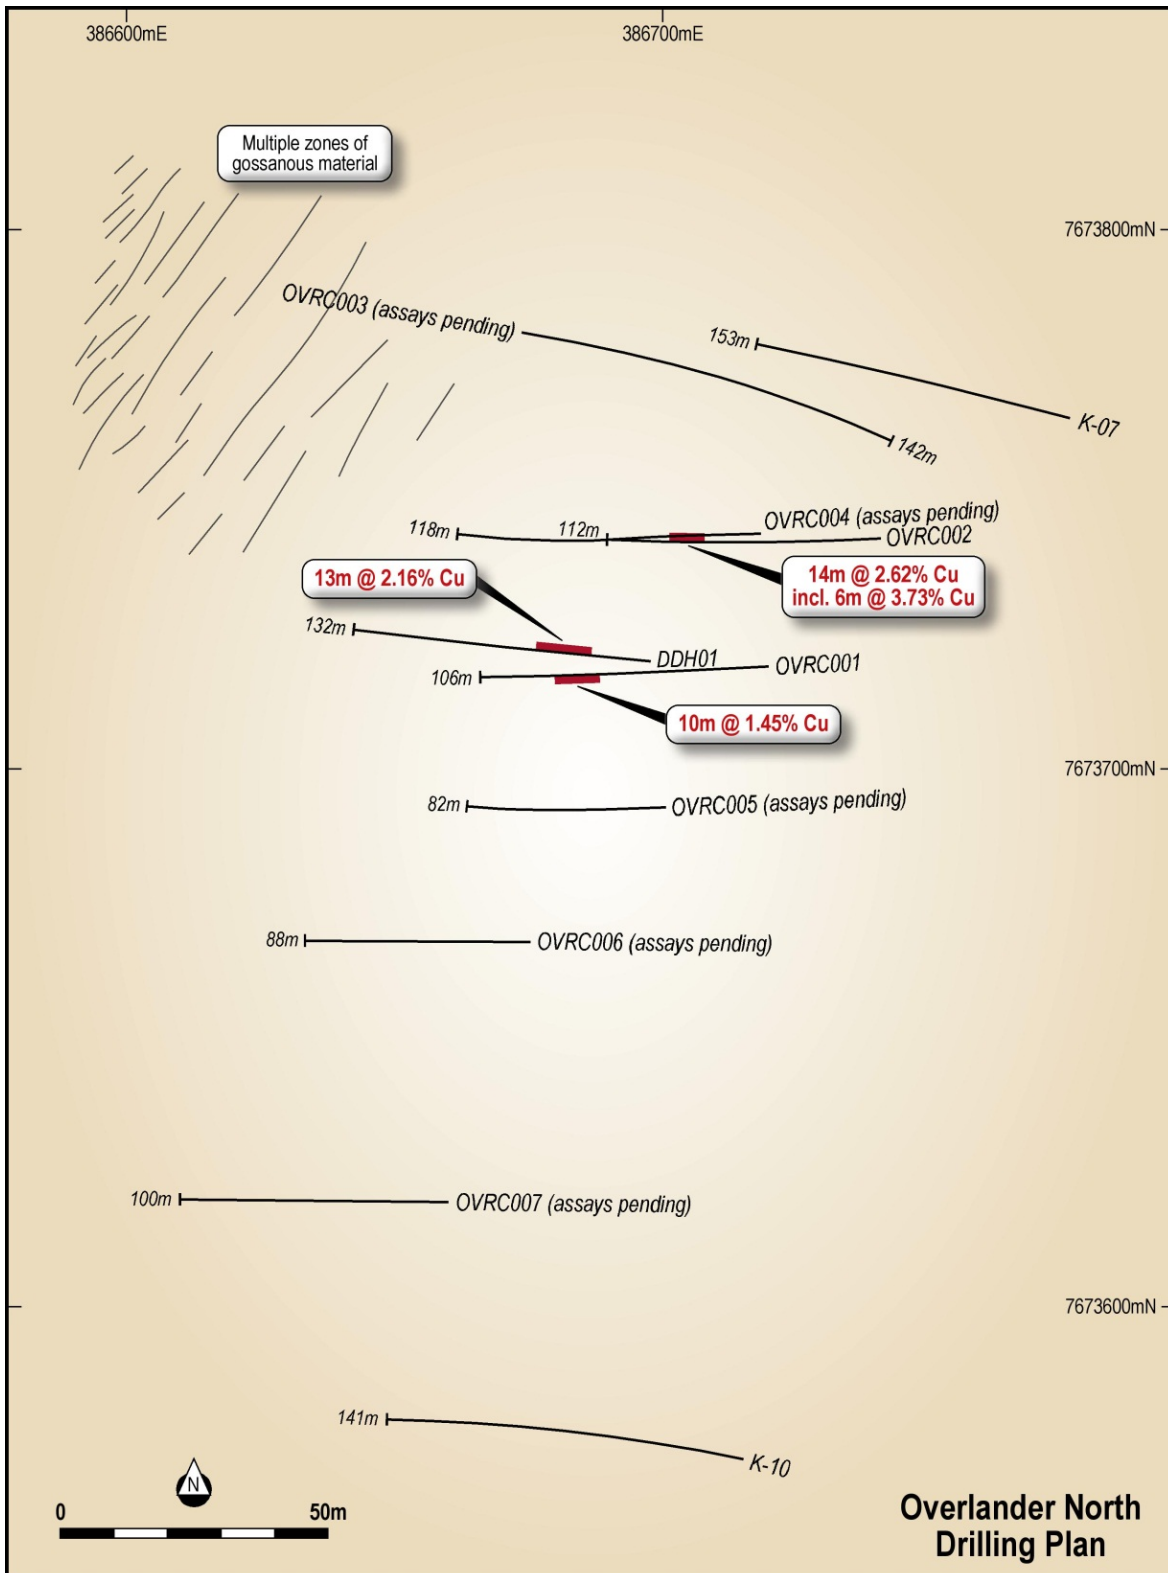 386600mE
386700mE
Multiple zones of
gossanous material
7673800mN
OVRC003 (assays pending)
153m
K-07
142m
118m
112m
OVRC004 (assays pending)
OVRC002
13m @ 2.16% Cu
14m @ 2.62% Cu
incl. 6m @ 3.73% Cu
132m
DDH01
OVRC001
106m
10m @ 1.45% Cu
7673700mN
82m
OVRC005 (assays pending)
88m
OVRC006 (assays pending)
100m
OVRC007 (assays pending)
7673600mN
141m
K-10
N
0
50m
Overlander North
Drilling Plan